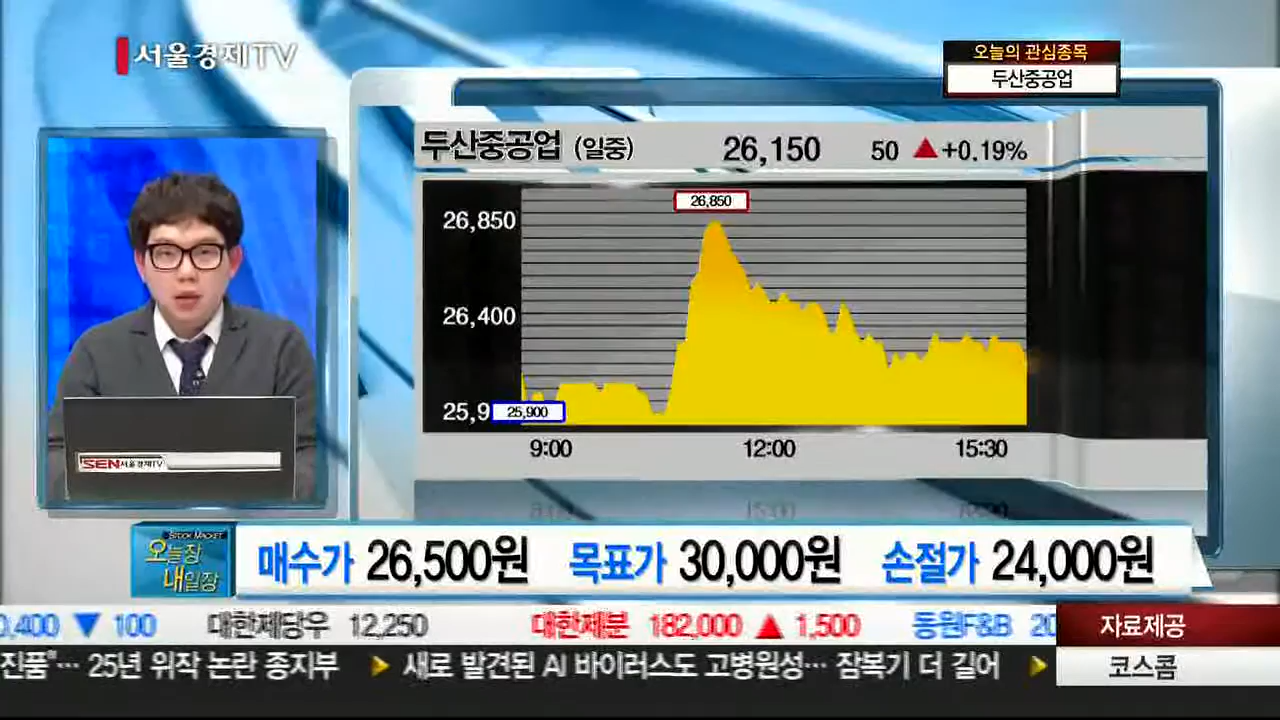 서울경제TV
오늘의 관심종목
두산중공업
두산중공업 (일중) 26,150 50 ▲+0.19%
26,850
26,850
26,400
25,9
25,900
9:00 12:00 15:30
SEN서울경제TV
STOCK MARKET
오늘장
내일장
매수가 26,500원 목표가 30,000원 손절가 24,000원
0,400 ▼ 100 대한제당우 12,250 대한제분 182,000 ▲ 1,500 동원F&B 20
자료제공
진품"… 25년 위작 논란 종지부 ▶ 새로 발견된 AI 바이러스도 고병원성… 잠복기 더 길어 ▶
코스콤